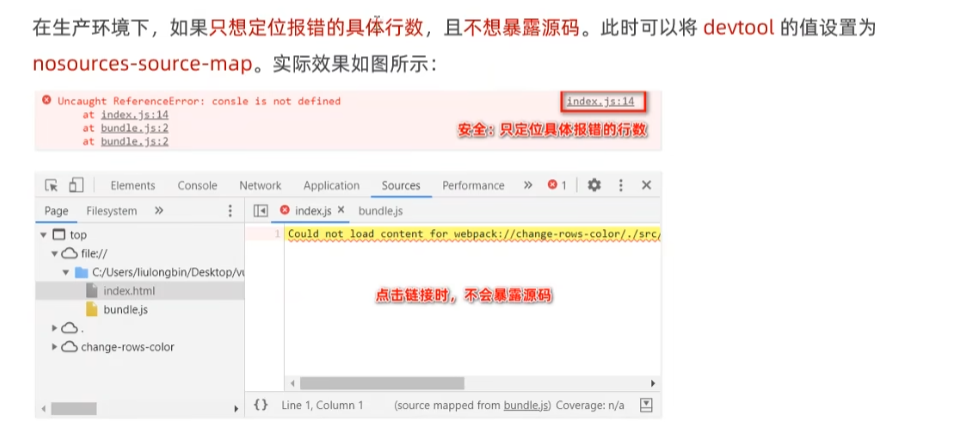 在生产环境下，如果只想定位报错的具体行数，且不想暴露源码。此时可以将 devtool 的值设置为
nosources-source-map。实际效果如图所示：
Uncaught ReferenceError: consle is not defined
index.js:14
at index.js:14
at bundle.js:2
at bundle.js:2
安全：只定位具体报错的行数
Elements Console Network Application Sources Performance » 1
Page Filesystem »
index.js × bundle.js
top
1 Could not load content for webpack://change-rows-color/./src/
file://
C:/Users/liulongbin/Desktop/vu
index.html
点击链接时，不会暴露源码
bundle.js
.
change-rows-color
{} Line 1, Column 1 (source mapped from bundle.js) Coverage: n/a